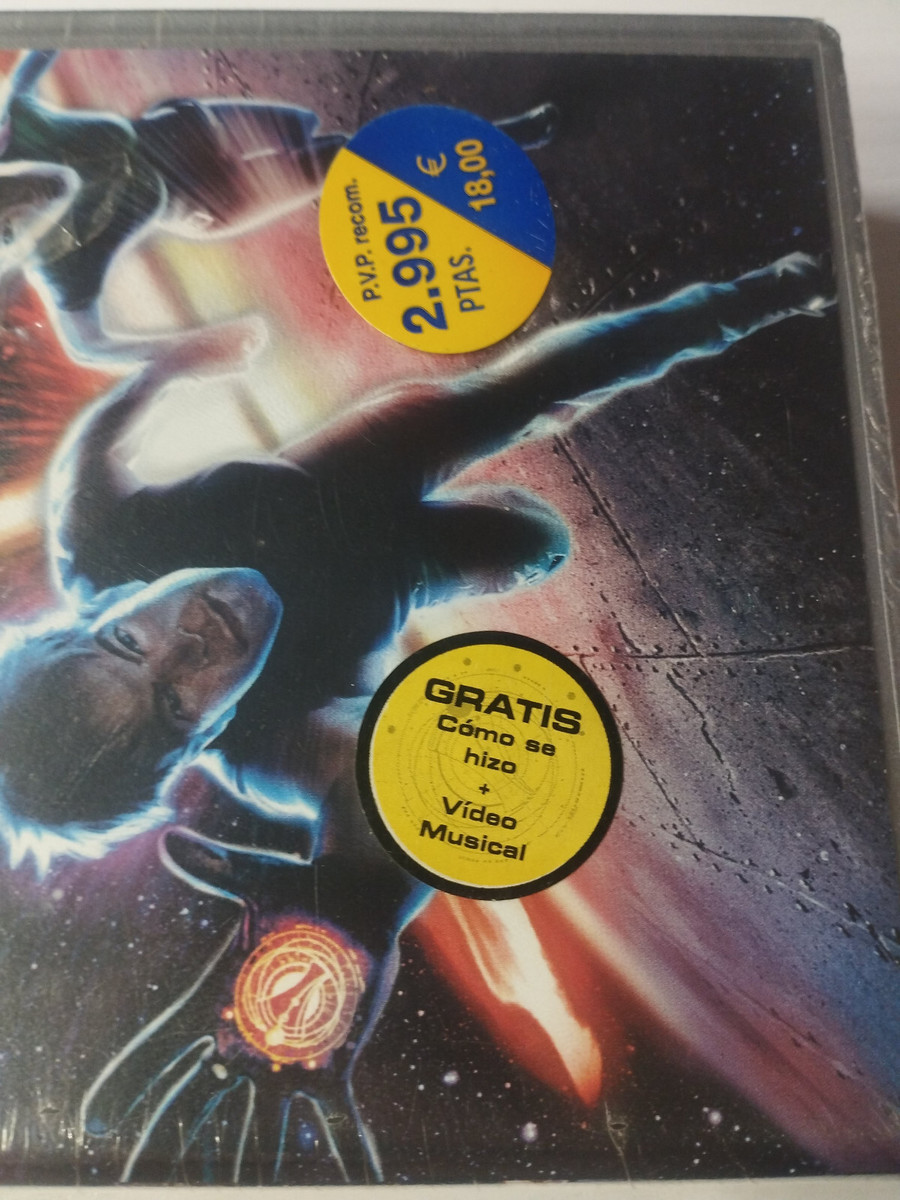 P.V.P. recom.
2.995
PTAS.
€
18,00
GRATIS
Cómo se
hizo
+
Vídeo
Musical